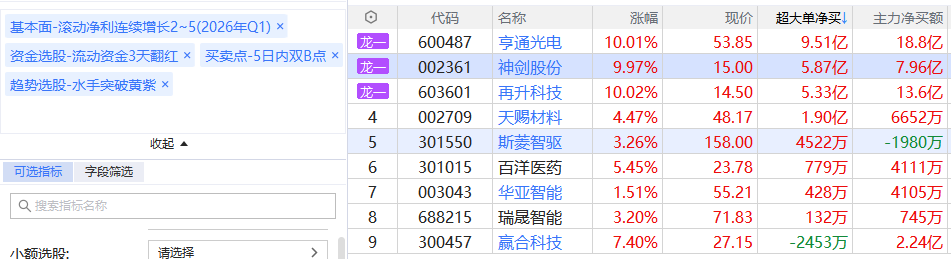 基本面-滚动净利连续增长2~5(2026年Q1) ×
资金选股-流动资金3天翻红 × 买卖点-5日内双B点 ×
趋势选股-水手突破黄紫 ×
收起
可选指标 字段筛选
搜索指标名称
小额选股: 请选择
代码 名称 涨幅 现价 超大单净买↓ 主力净买额
龙一 600487 亨通光电 10.01% 53.85 9.51亿 18.8亿
龙一 002361 神剑股份 9.97% 15.00 5.87亿 7.96亿
龙一 603601 再升科技 10.02% 14.50 5.33亿 13.6亿
4 002709 天赐材料 4.47% 48.17 1.90亿 6652万
5 301550 斯菱智驱 3.26% 158.00 4522万 -1980万
6 301015 百洋医药 5.45% 23.78 779万 4111万
7 003043 华亚智能 1.51% 55.21 428万 4105万
8 688215 瑞晟智能 3.20% 71.83 132万 745万
9 300457 赢合科技 7.40% 27.15 -2453万 2.24亿